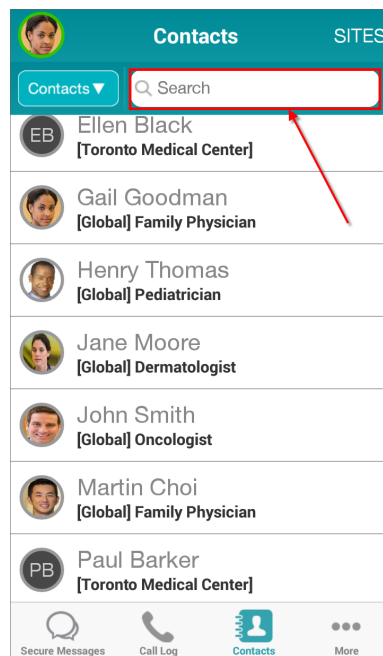 Contacts SITES
Contacts▼ Search
EB Ellen Black
[Toronto Medical Center]
Gail Goodman
[Global] Family Physician
Henry Thomas
[Global] Pediatrician
Jane Moore
[Global] Dermatologist
John Smith
[Global] Oncologist
Martin Choi
[Global] Family Physician
PB Paul Barker
[Toronto Medical Center]
Secure Messages Call Log Contacts More